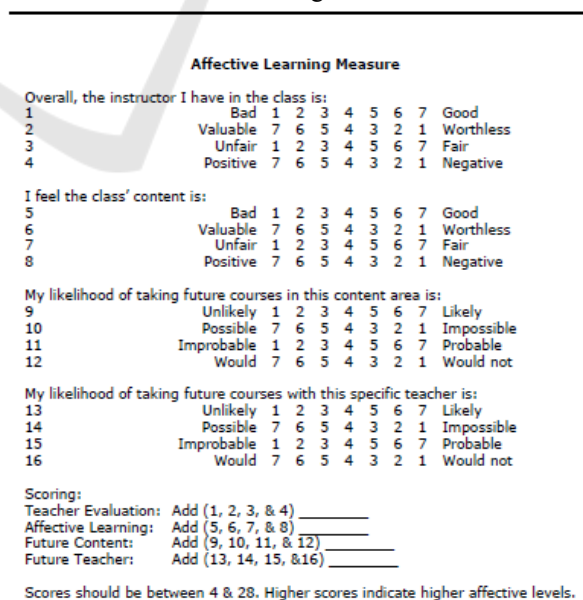 Affective Learning Measure
Overall, the instructor I have in the class is:
1 Bad 1 2 3 4 5 6 7 Good
2 Valuable 7 6 5 4 3 2 1 Worthless
3 Unfair 1 2 3 4 5 6 7 Fair
4 Positive 7 6 5 4 3 2 1 Negative
I feel the class' content is:
5 Bad 1 2 3 4 5 6 7 Good
6 Valuable 7 6 5 4 3 2 1 Worthless
7 Unfair 1 2 3 4 5 6 7 Fair
8 Positive 7 6 5 4 3 2 1 Negative
My likelihood of taking future courses in this content area is:
9 Unlikely 1 2 3 4 5 6 7 Likely
10 Possible 7 6 5 4 3 2 1 Impossible
11 Improbable 1 2 3 4 5 6 7 Probable
12 Would 7 6 5 4 3 2 1 Would not
My likelihood of taking future courses with this specific teacher is:
13 Unlikely 1 2 3 4 5 6 7 Likely
14 Possible 7 6 5 4 3 2 1 Impossible
15 Improbable 1 2 3 4 5 6 7 Probable
16 Would 7 6 5 4 3 2 1 Would not
Scoring:
Teacher Evaluation: Add (1, 2, 3, & 4) ________
Affective Learning: Add (5, 6, 7, & 8) ________
Future Content: Add (9, 10, 11, & 12) ________
Future Teacher: Add (13, 14, 15, &16) ________
Scores should be between 4 & 28. Higher scores indicate higher affective levels.